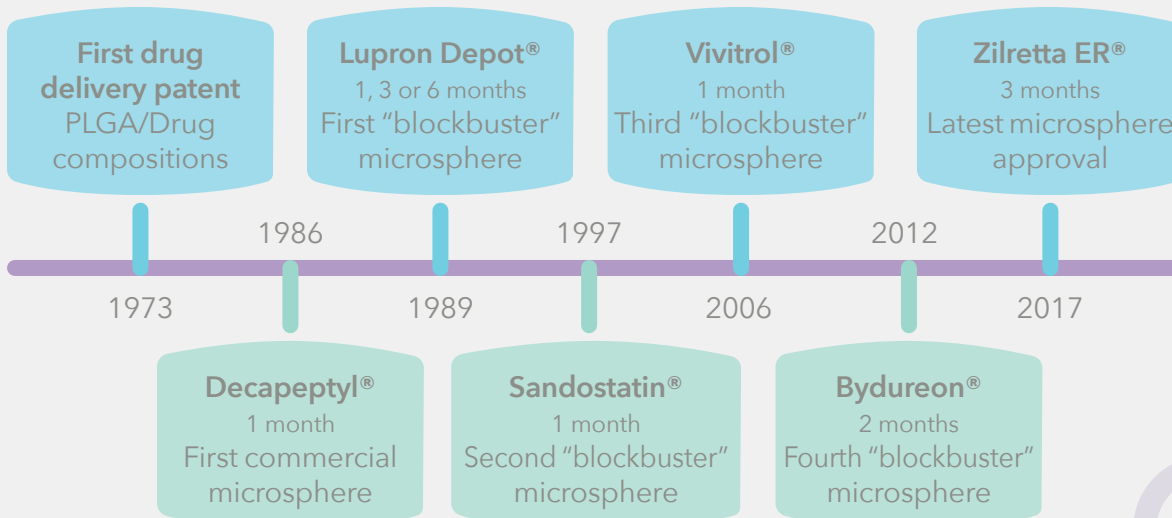 First drug
delivery patent
PLGA/Drug
compositions
Lupron Depot®
1, 3 or 6 months
First “blockbuster”
microsphere
Vivitrol®
1 month
Third “blockbuster”
microsphere
Zilretta ER®
3 months
Latest microsphere
approval
1986
1997
2012
1973
1989
2006
2017
Decapeptyl®
1 month
First commercial
microsphere
Sandostatin®
1 month
Second “blockbuster”
microsphere
Bydureon®
2 months
Fourth “blockbuster”
microsphere